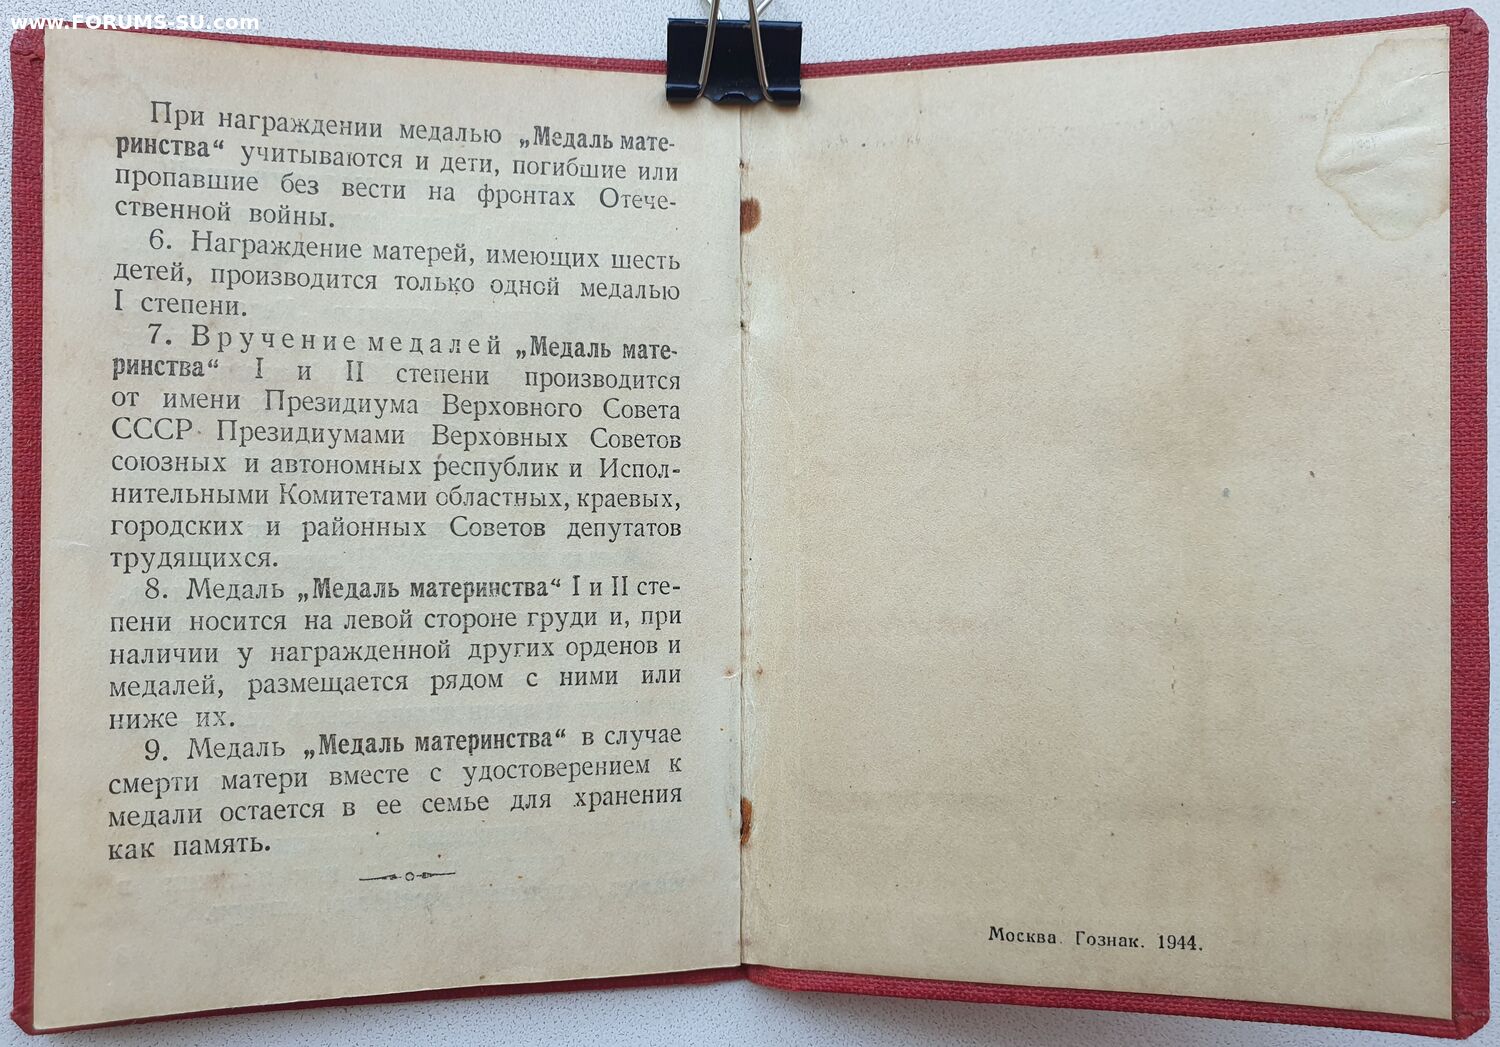 www.FORUMS-SU.com
При награждении медалью „Медаль мате-
ринства“ учитываются и дети, погибшие или
пропавшие без вести на фронтах Отече-
ственной войны.
6. Награждение матерей, имеющих шесть
детей, производится только одной медалью
I степени.
7. Вручение медалей „Медаль мате-
ринства“ I и II степени производится
от имени Президиума Верховного Совета
СССР Президиумами Верховных Советов
союзных и автономных республик и Испол-
нительными Комитетами областных, краевых,
городских и районных Советов депутатов
трудящихся.
8. Медаль „Медаль материнства“ I и II сте-
пени носится на левой стороне груди и, при
наличии у награжденной других орденов и
медалей, размещается рядом с ними или
ниже их.
9. Медаль „Медаль материнства“ в случае
смерти матери вместе с удостоверением к
медали остается в ее семье для хранения
как память.
Москва. Гознак. 1944.